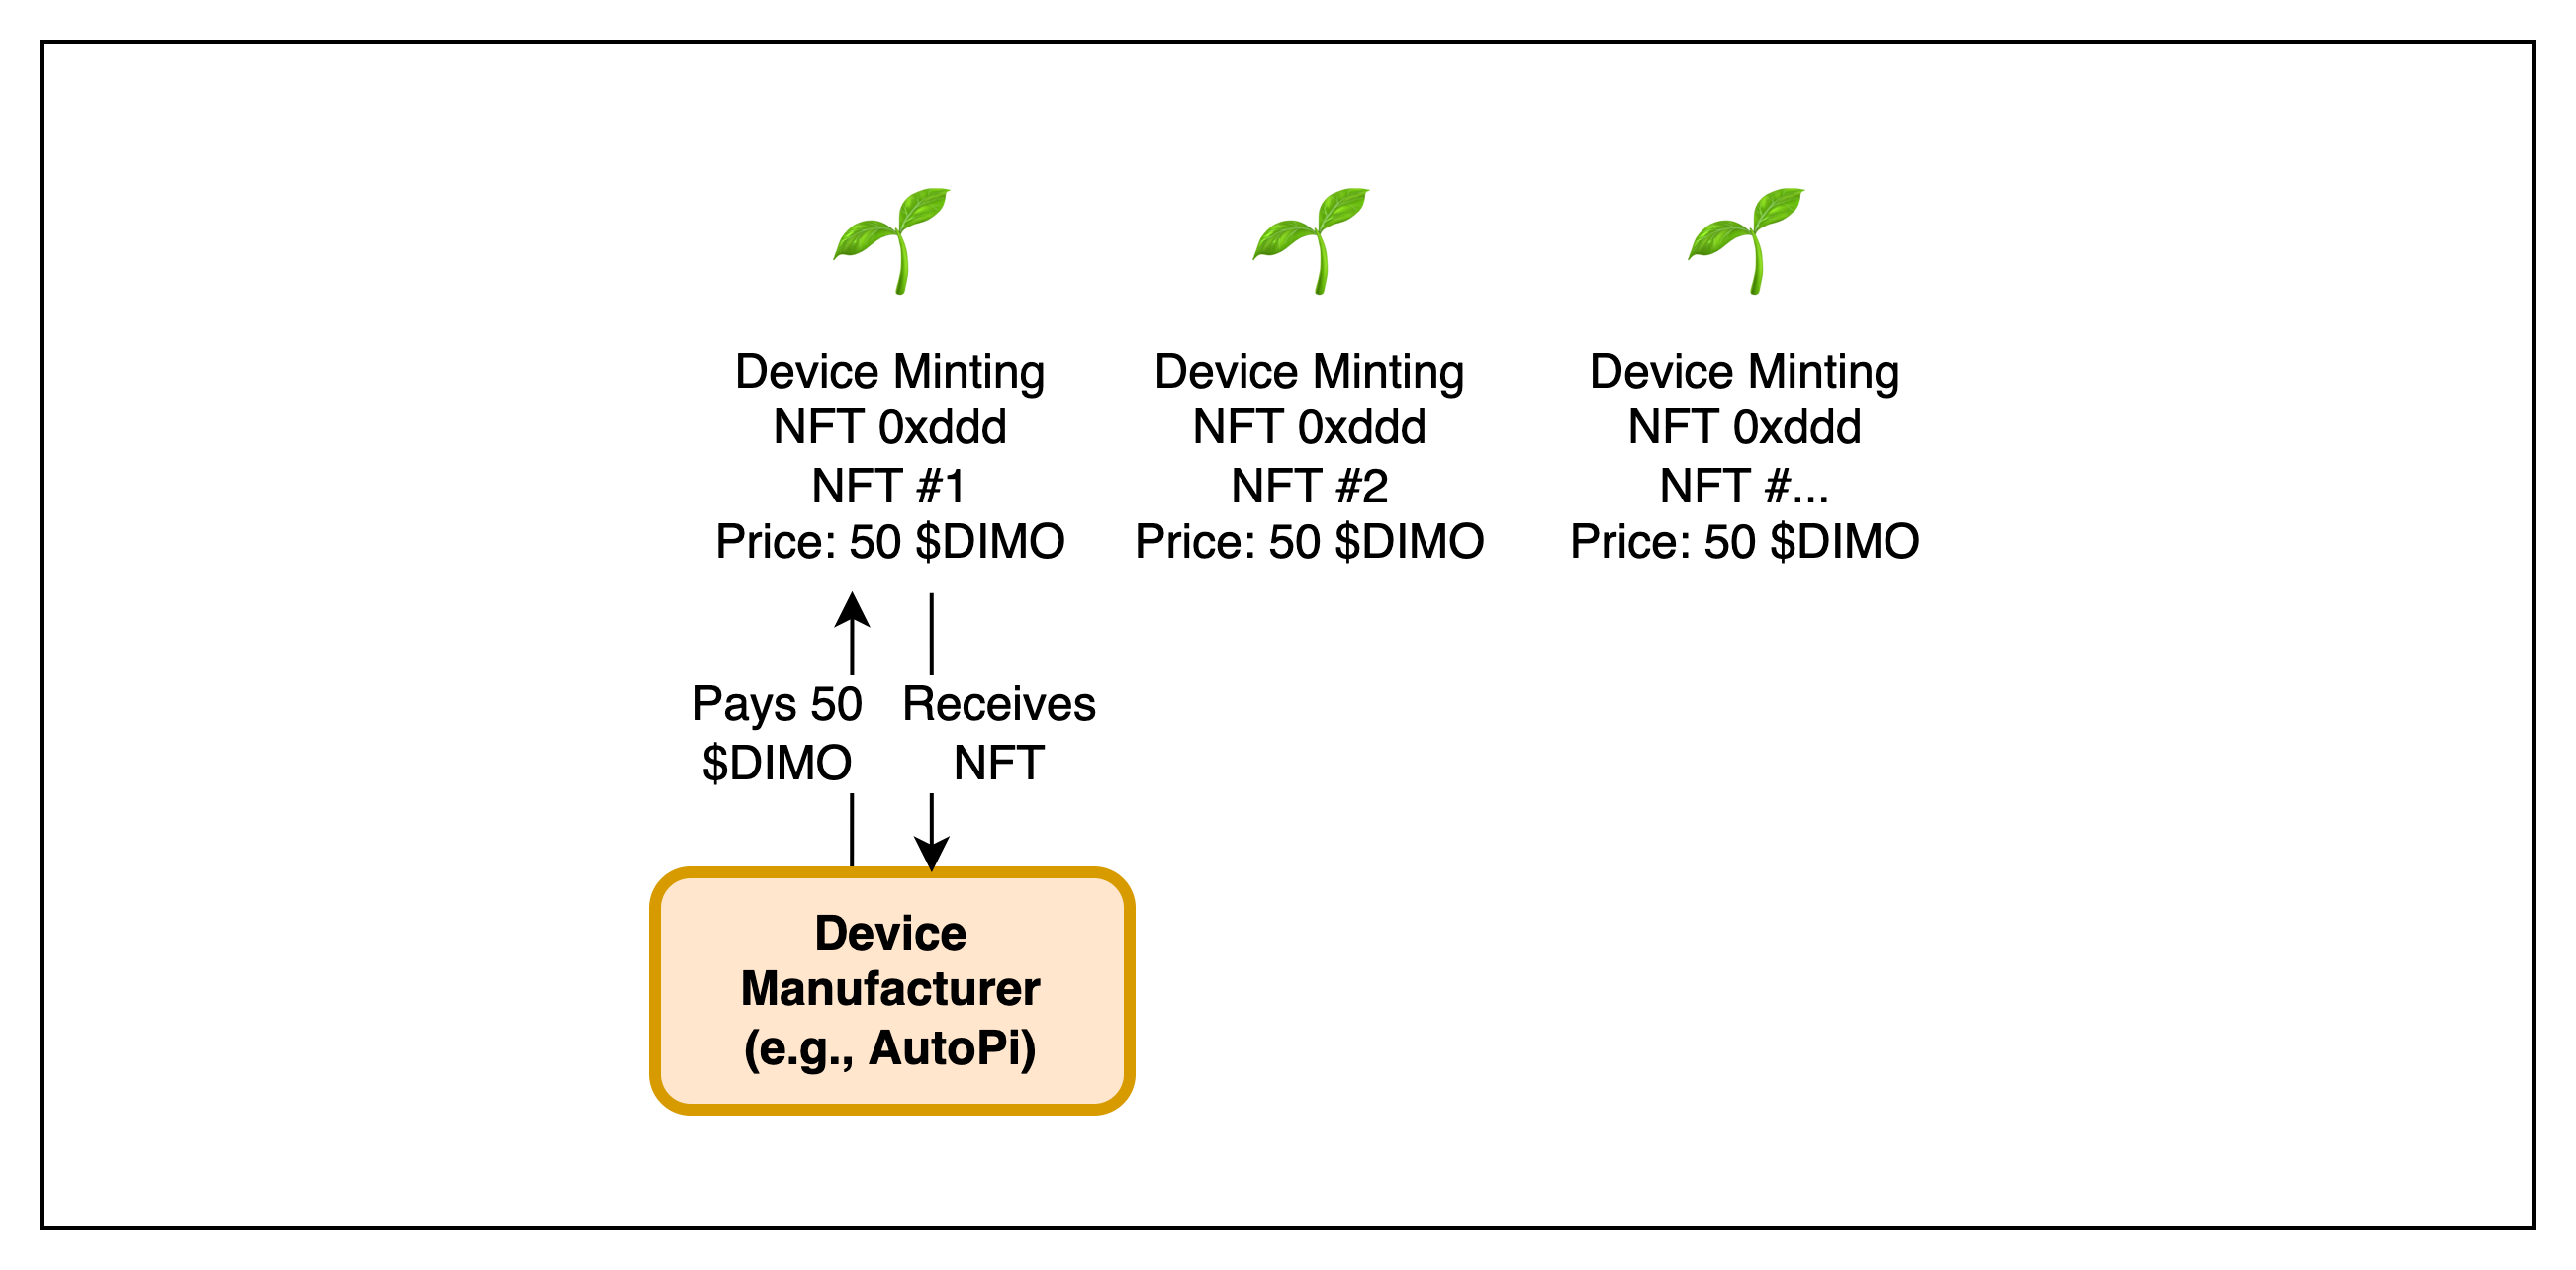 Device Minting
NFT 0xddd
NFT #1
Price: 50 $DIMO
Device Minting
NFT 0xddd
NFT #2
Price: 50 $DIMO
Device Minting
NFT 0xddd
NFT #...
Price: 50 $DIMO
Pays 50
$DIMO
Receives
NFT
Device
Manufacturer
(e.g., AutoPi)